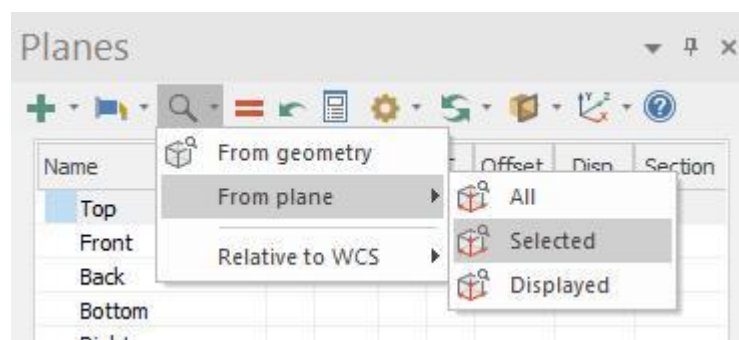 Planes
From geometry
Name Offset Disp Section
From plane
All
Top
Selected
Front
Relative to WCS
Back
Displayed
Bottom